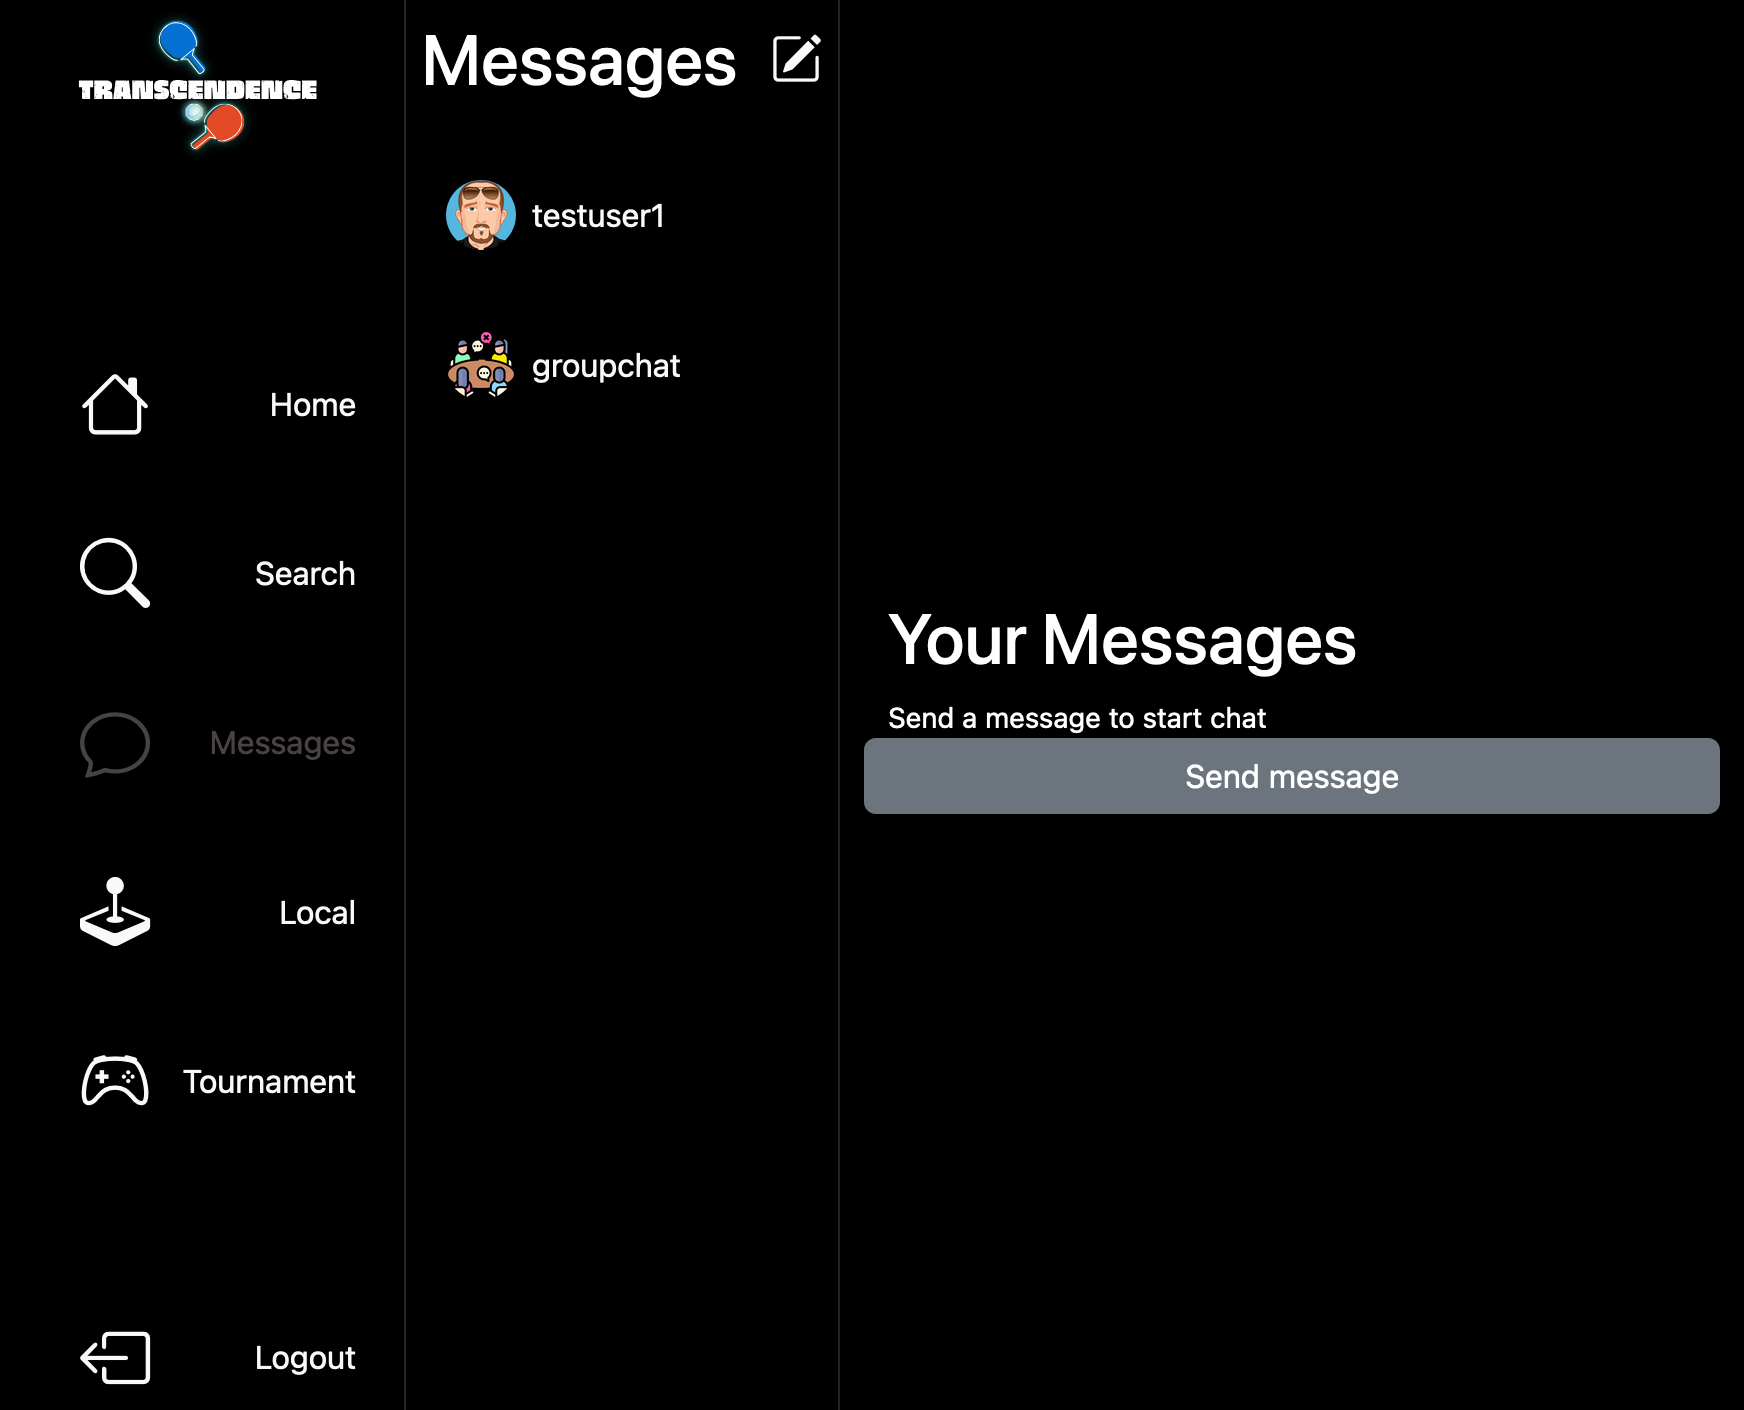 TRANSCENDENCE
Home
Search
Messages
Local
Tournament
Logout
Messages
testuser1
groupchat
Your Messages
Send a message to start chat
Send message